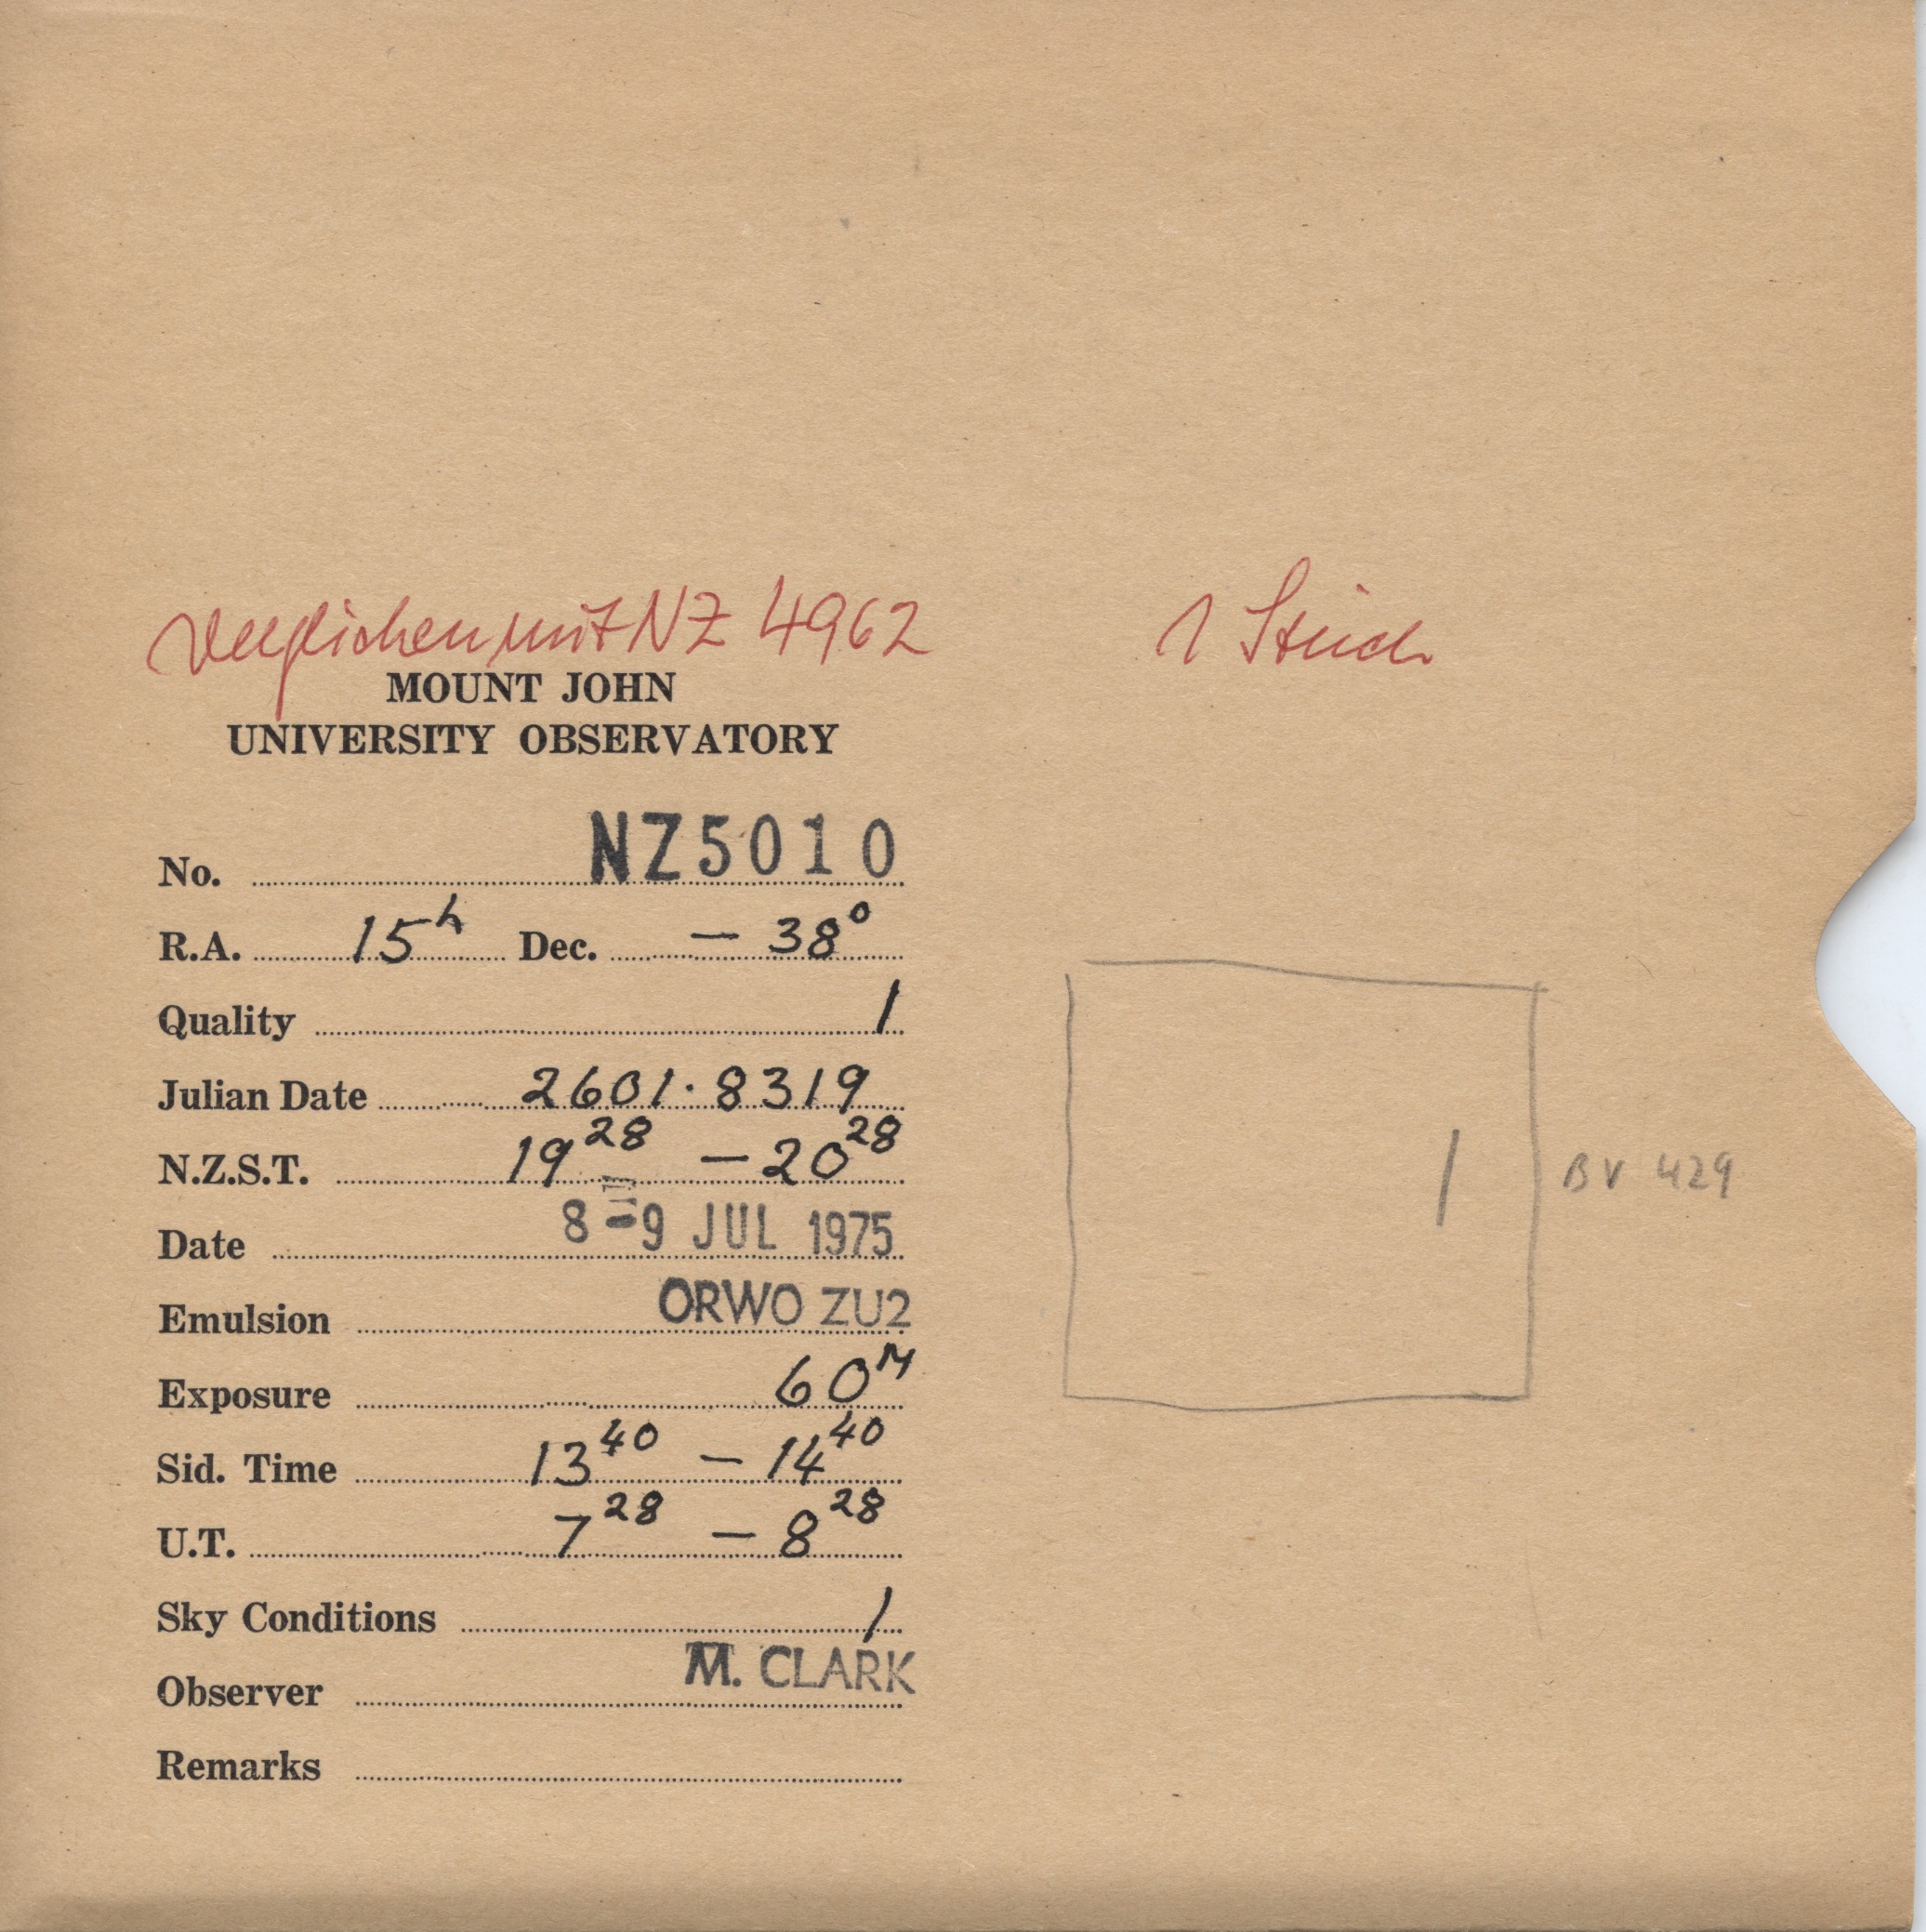 verglichen mit NZ 4962
1 Stück
MOUNT JOHN
UNIVERSITY OBSERVATORY
No. NZ5010
R.A. 15h Dec. – 38°
Quality 1
Julian Date 2601.8319
N.Z.S.T. 19 28 – 20 28
Date 8-9 JUL 1975
Emulsion ORWO ZU2
Exposure 60M
Sid. Time 13 40 – 14 40
U.T. 7 28 – 8 28
Sky Conditions 1
Observer M. CLARK
Remarks
1
BV 429